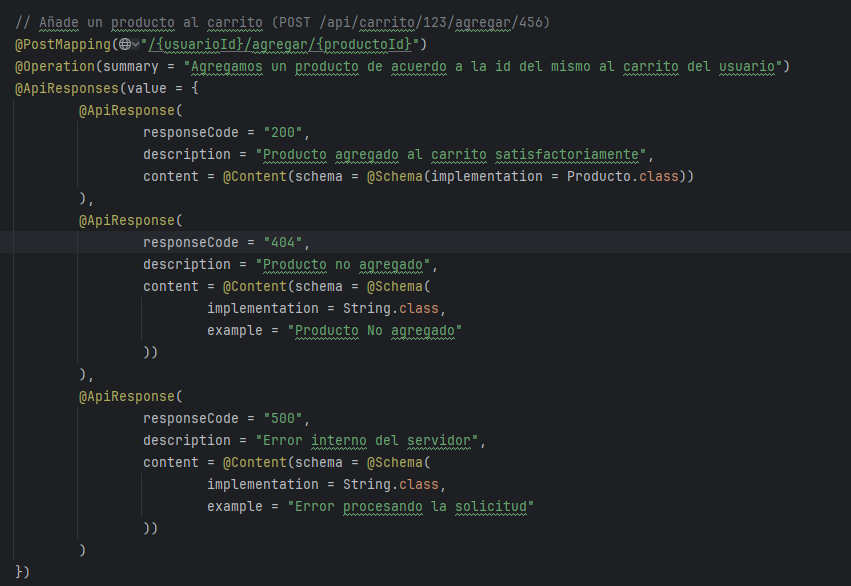 // Añade un producto al carrito (POST /api/carrito/123/agregar/456)
@PostMapping("/{usuarioId}/agregar/{productoId}")
@Operation(summary = "Agregamos un producto de acuerdo a la id del mismo al carrito del usuario")
@ApiResponses(value = {
        @ApiResponse(
                responseCode = "200",
                description = "Producto agregado al carrito satisfactoriamente",
                content = @Content(schema = @Schema(implementation = Producto.class))
        ),
        @ApiResponse(
                responseCode = "404",
                description = "Producto no agregado",
                content = @Content(schema = @Schema(
                        implementation = String.class,
                        example = "Producto No agregado"
                ))
        ),
        @ApiResponse(
                responseCode = "500",
                description = "Error interno del servidor",
                content = @Content(schema = @Schema(
                        implementation = String.class,
                        example = "Error procesando la solicitud"
                ))
        )
})